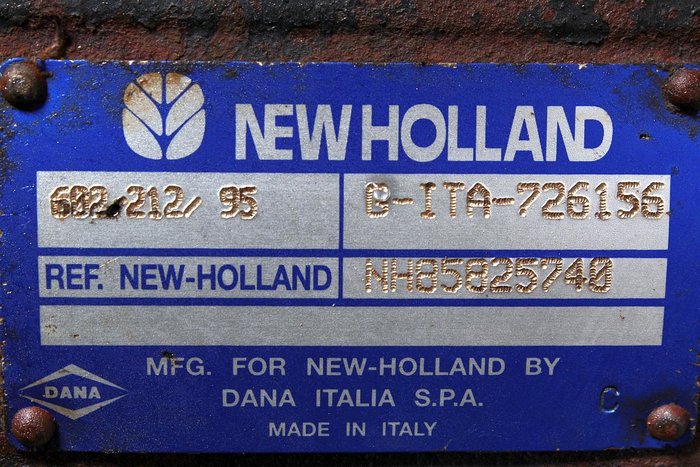 NEW HOLLAND
602/212/ 95 C-ITA-726156
REF. NEW-HOLLAND NH85825740
MFG. FOR NEW-HOLLAND BY
DANA DANA ITALIA S.P.A. C
MADE IN ITALY